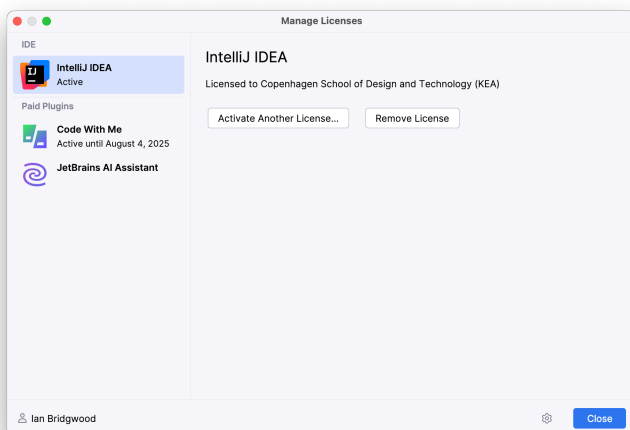 Manage Licenses
IDE
IntelliJ IDEA
Active
Paid Plugins
Code With Me
Active until August 4, 2025
JetBrains AI Assistant
IntelliJ IDEA
Licensed to Copenhagen School of Design and Technology (KEA)
Activate Another License...
Remove License
Ian Bridgwood
Close